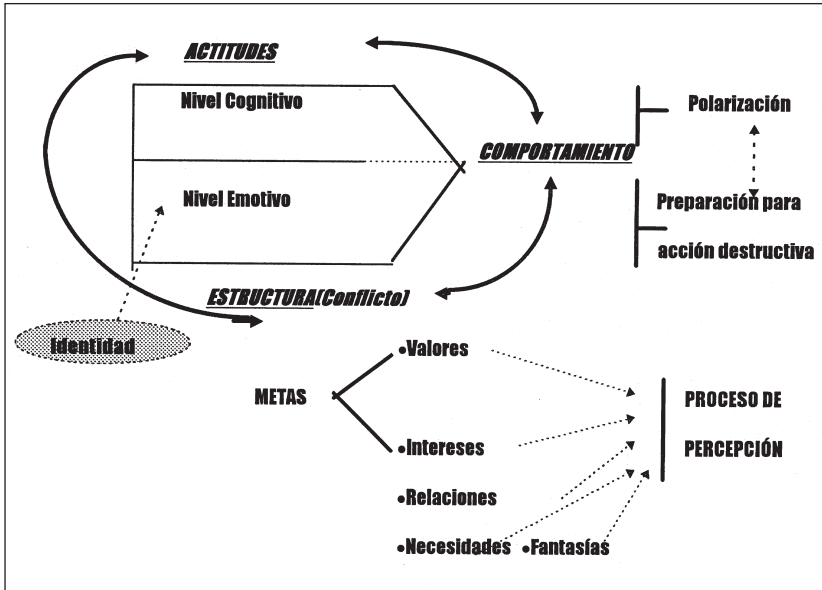 ACTITUDES
Nivel Cognitivo
Polarización
COMPORTAMIENTO
Nivel Emotivo
Preparación para
acción destructiva
ESTRUCTURA(Conflicto)
Identidad
•Valores
METAS
PROCESO DE
•Intereses
PERCEPCIÓN
•Relaciones
•Necesidades •Fantasías